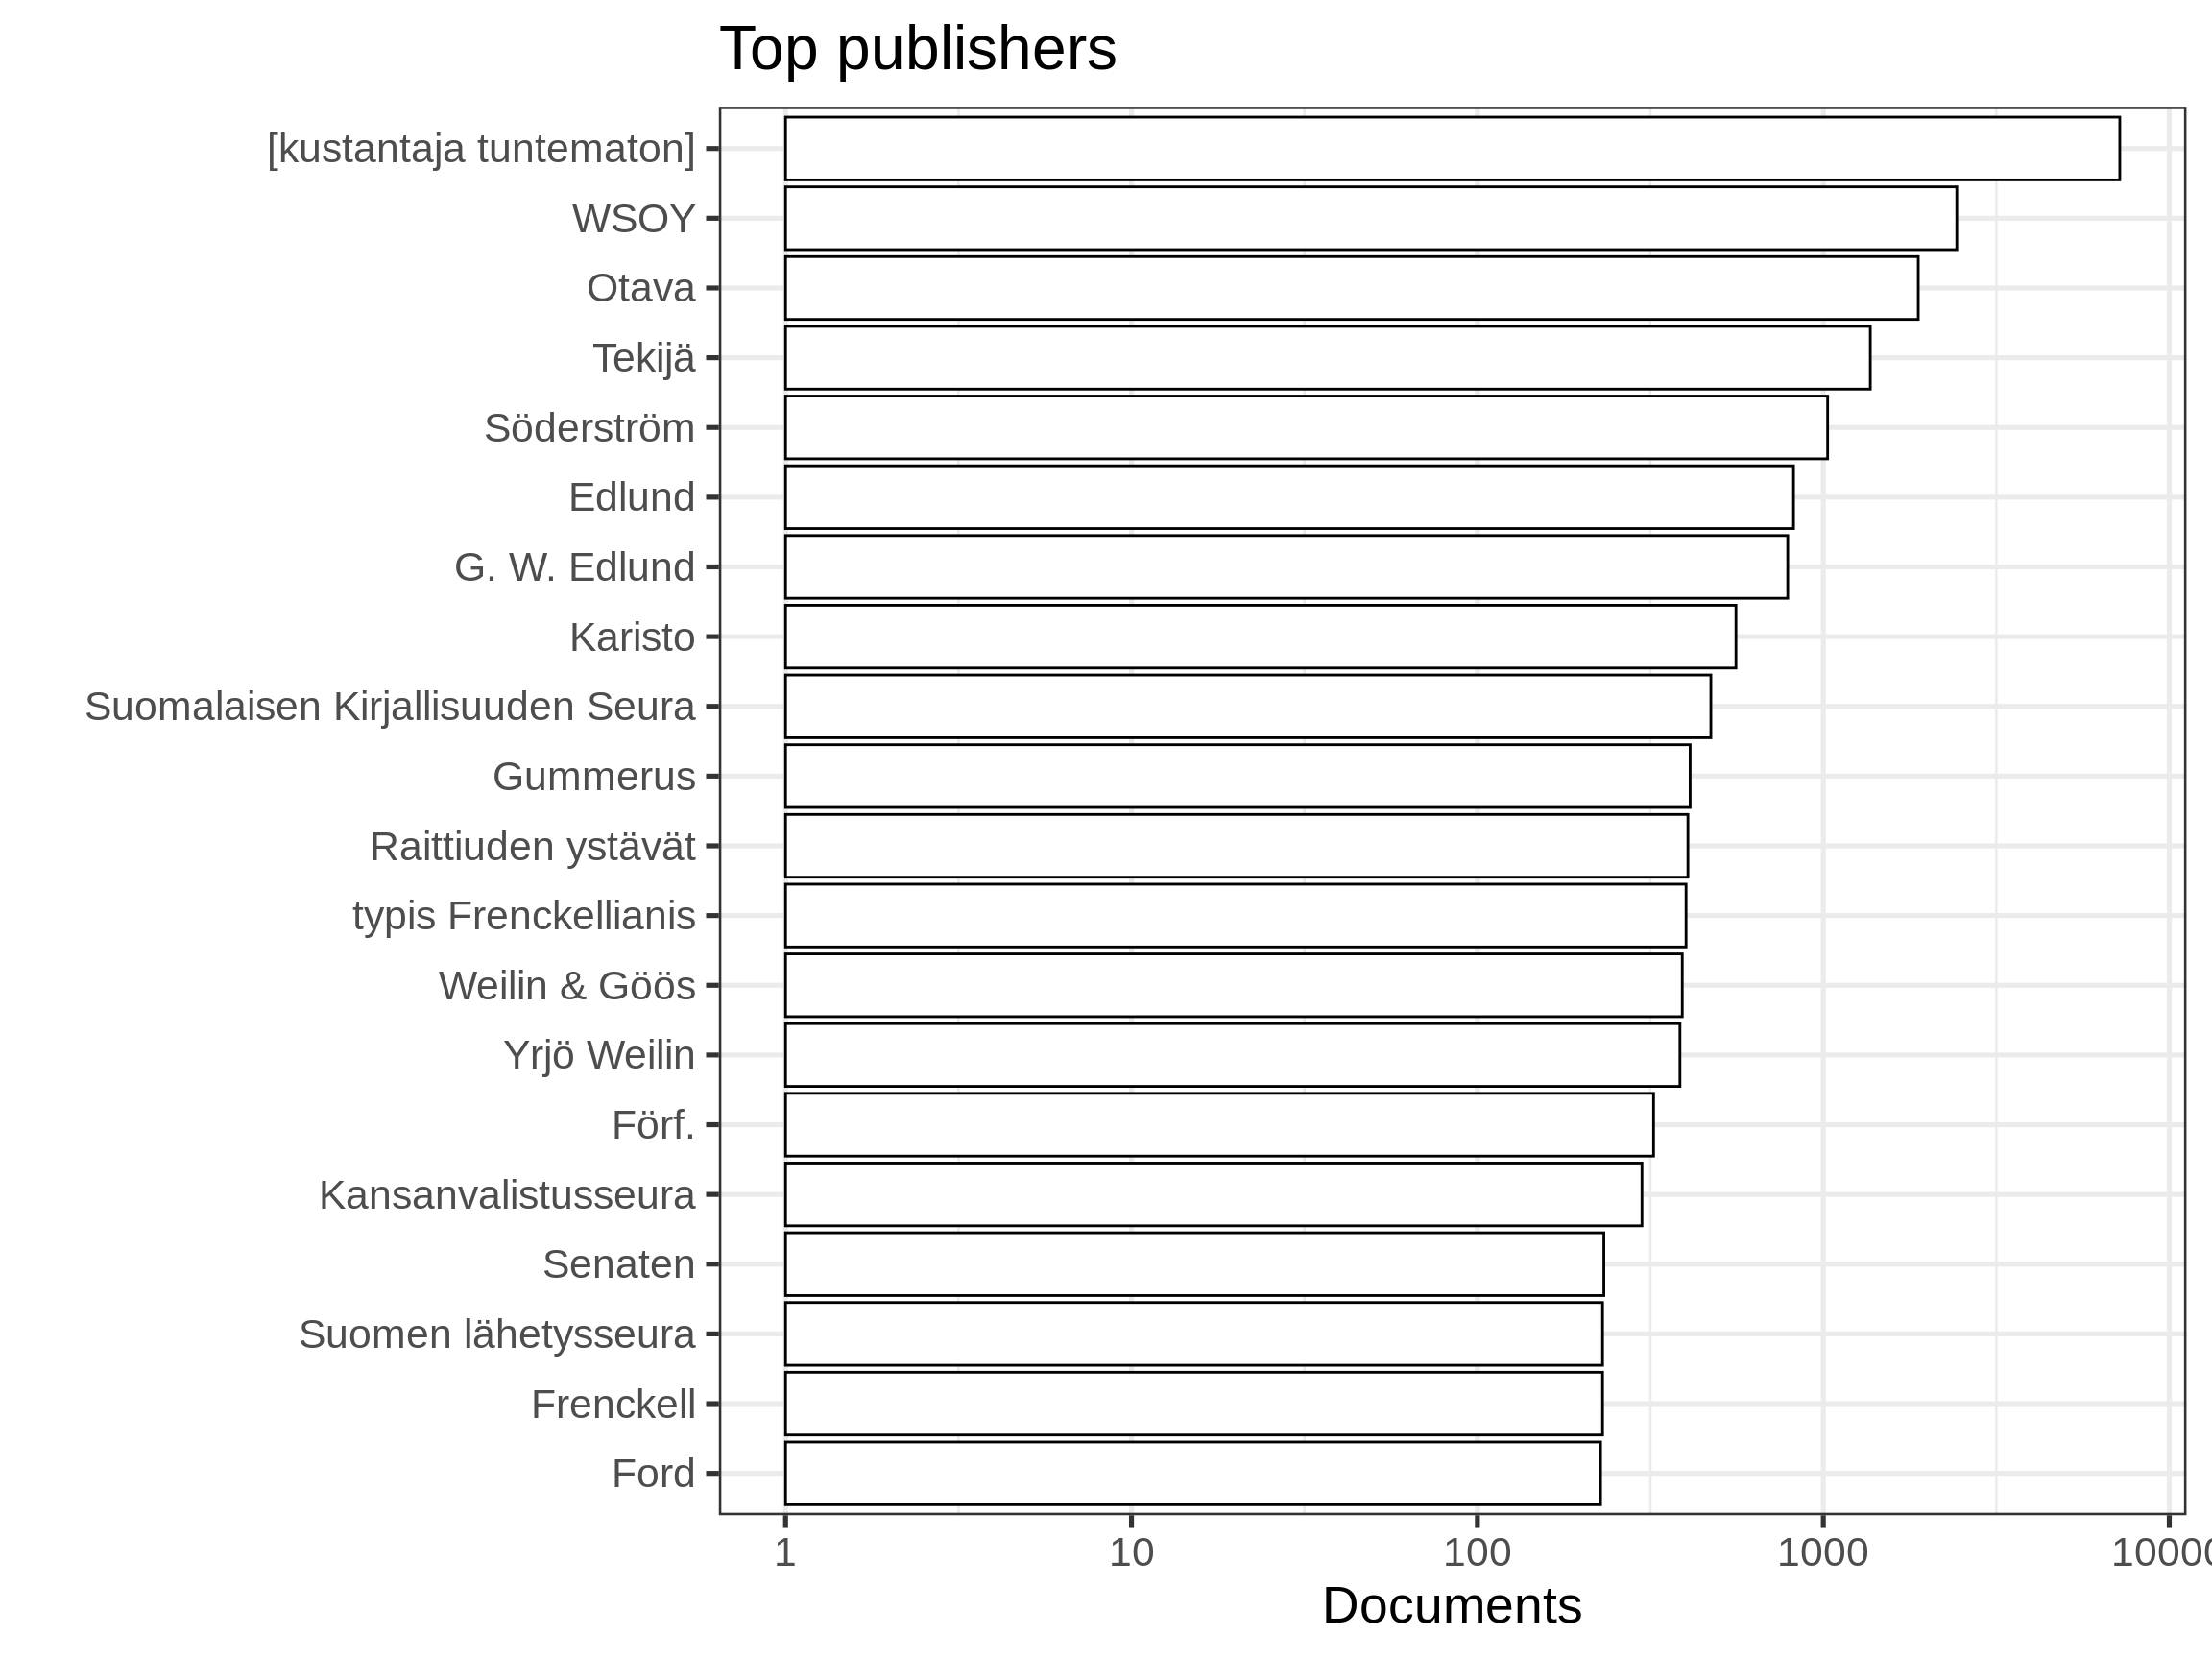 Top publishers
[kustantaja tuntematon]
WSOY
Otava
Tekijä
Söderström
Edlund
G. W. Edlund
Karisto
Suomalaisen Kirjallisuuden Seura
Gummerus
Raittiuden ystävät
typis Frenckellianis
Weilin & Göös
Yrjö Weilin
Förf.
Kansanvalistusseura
Senaten
Suomen lähetysseura
Frenckell
Ford
1 10 100 1000 10000
Documents